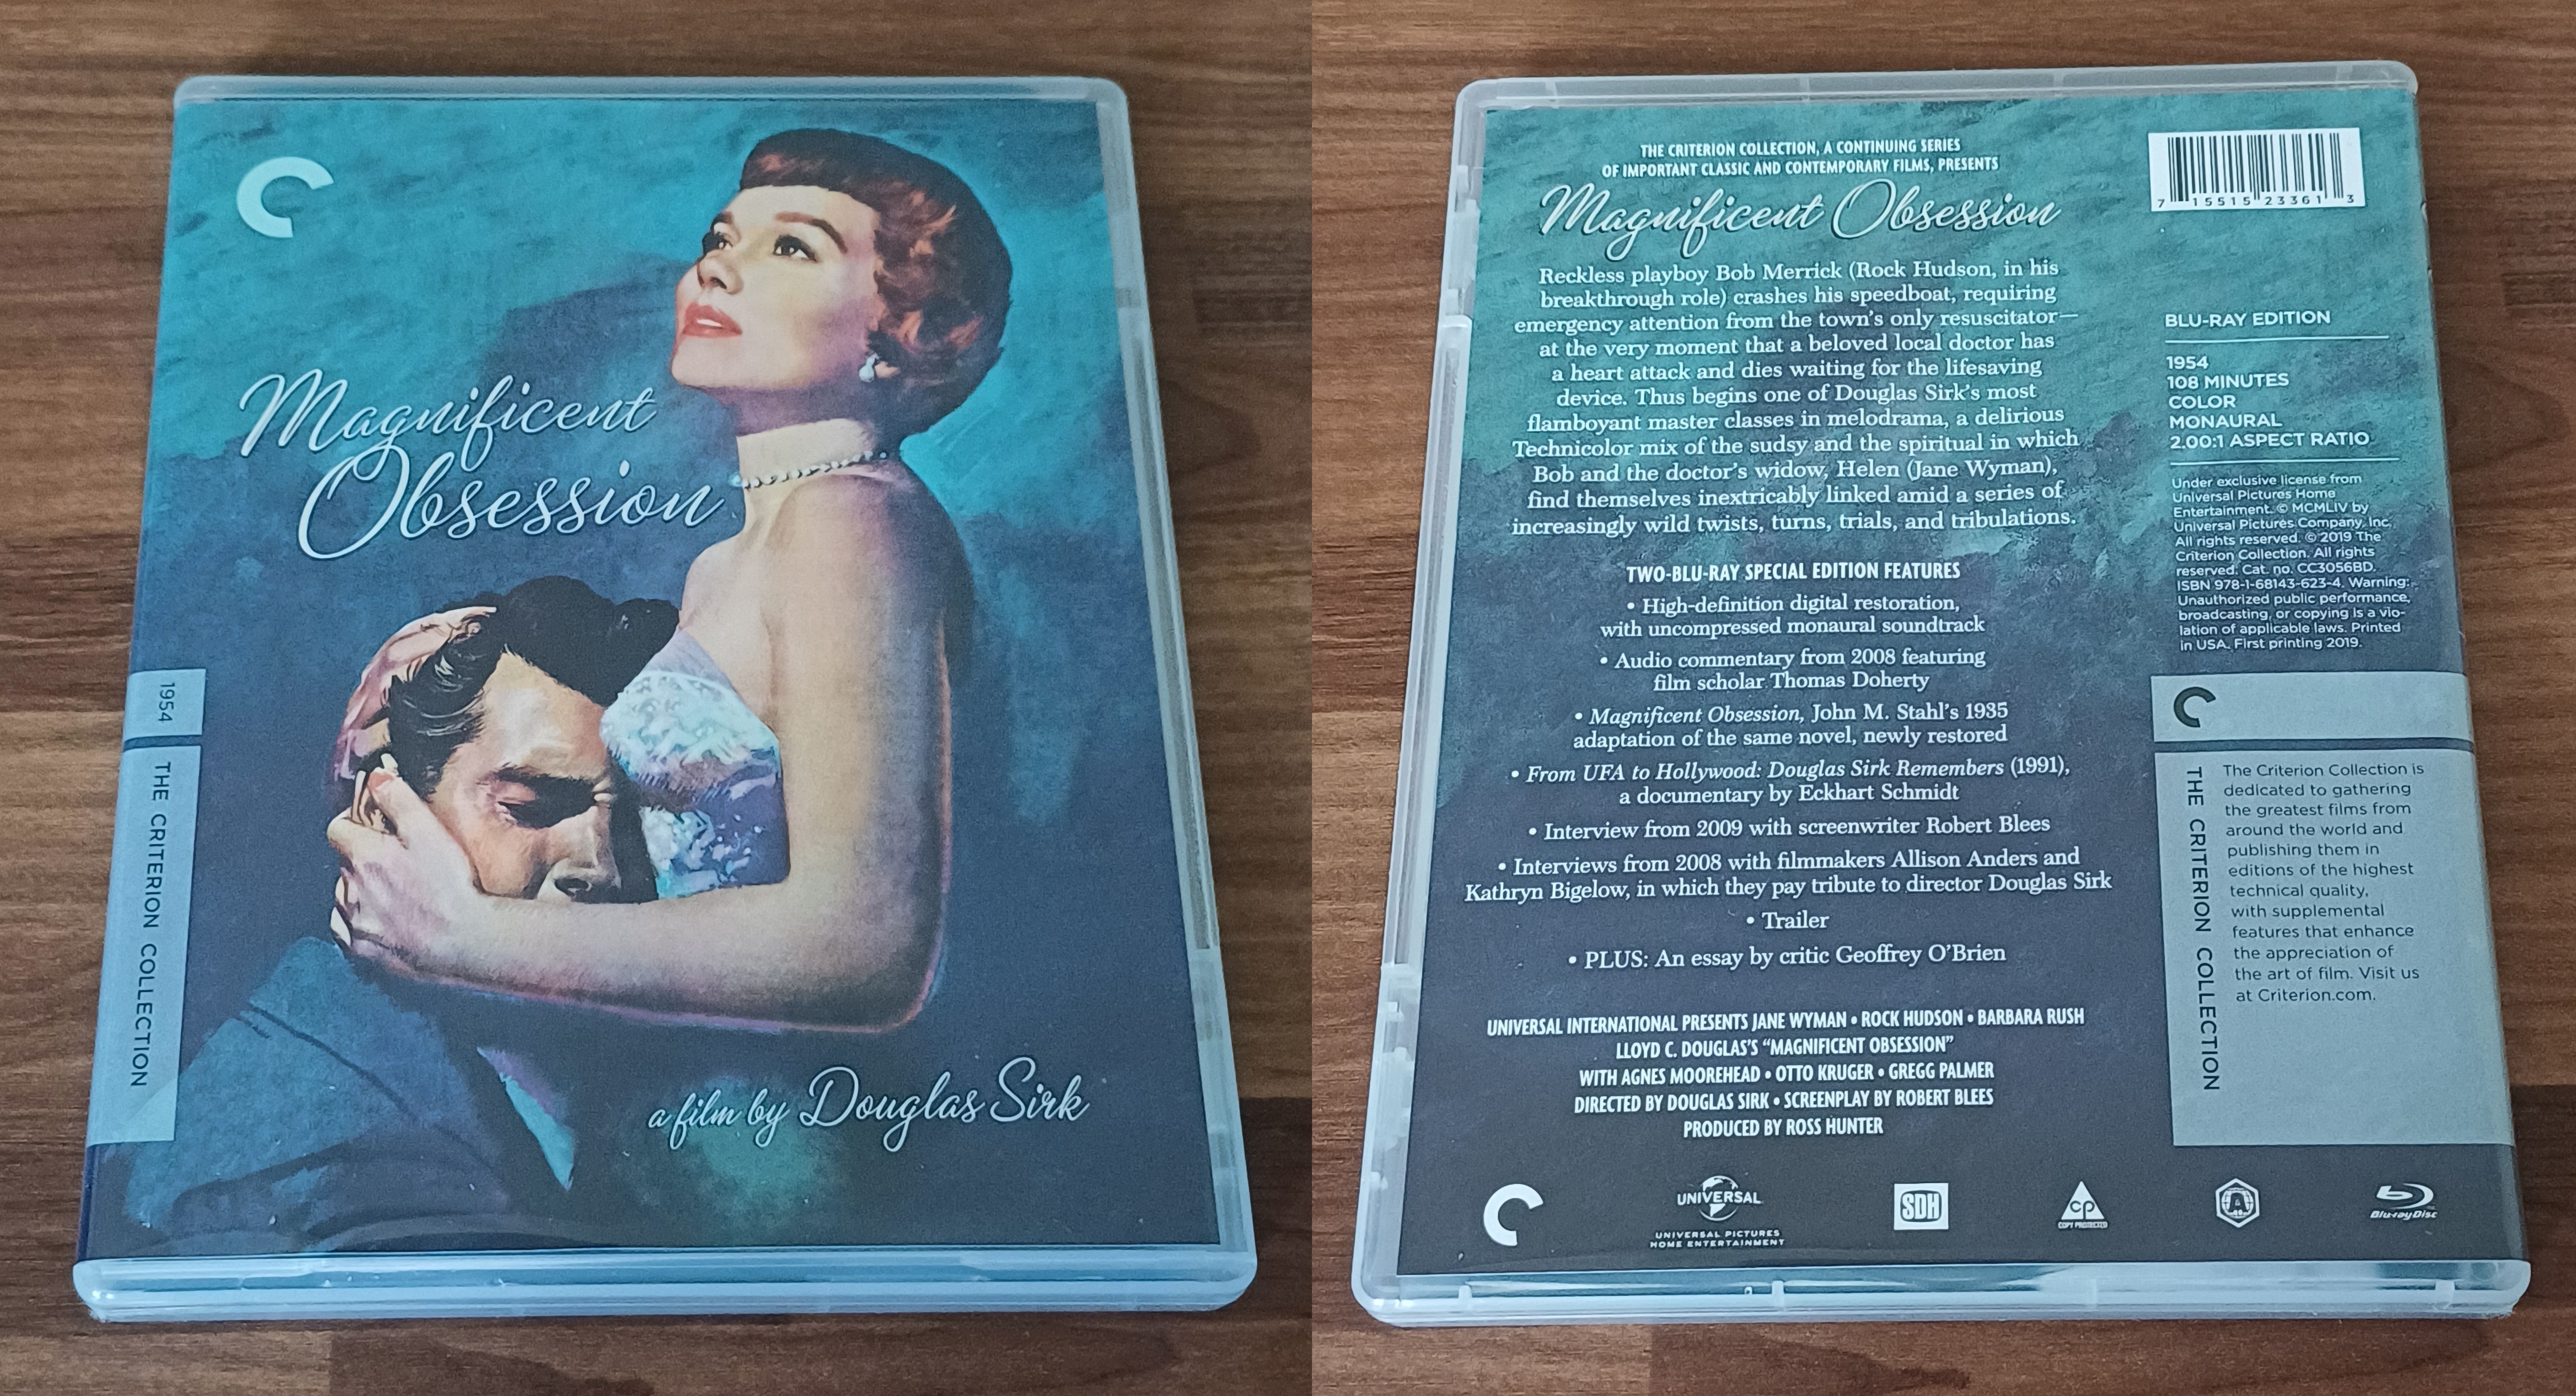 Magnificent
Obsession
1954
THE CRITERION COLLECTION
a film by Douglas Sirk
THE CRITERION COLLECTION, A CONTINUING SERIES
OF IMPORTANT CLASSIC AND CONTEMPORARY FILMS, PRESENTS
Magnificent Obsession
Reckless playboy Bob Merrick (Rock Hudson, in his
breakthrough role) crashes his speedboat, requiring
emergency attention from the town's only resuscitator—
at the very moment that a beloved local doctor has
a heart attack and dies waiting for the lifesaving
device. Thus begins one of Douglas Sirk's most
flamboyant master classes in melodrama, a delirious
Technicolor mix of the sudsy and the spiritual in which
Bob and the doctor's widow, Helen (Jane Wyman),
find themselves inextricably linked amid a series of
increasingly wild twists, turns, trials, and tribulations.
TWO-BLU-RAY SPECIAL EDITION FEATURES
• High-definition digital restoration,
with uncompressed monaural soundtrack
• Audio commentary from 2008 featuring
film scholar Thomas Doherty
• Magnificent Obsession, John M. Stahl's 1935
adaptation of the same novel, newly restored
• From UFA to Hollywood: Douglas Sirk Remembers (1991),
a documentary by Eckhart Schmidt
• Interview from 2009 with screenwriter Robert Blees
• Interviews from 2008 with filmmakers Allison Anders and
Kathryn Bigelow, in which they pay tribute to director Douglas Sirk
• Trailer
• PLUS: An essay by critic Geoffrey O'Brien
UNIVERSAL INTERNATIONAL PRESENTS JANE WYMAN • ROCK HUDSON • BARBARA RUSH
LLOYD C. DOUGLAS'S "MAGNIFICENT OBSESSION"
WITH AGNES MOOREHEAD • OTTO KRUGER • GREGG PALMER
DIRECTED BY DOUGLAS SIRK • SCREENPLAY BY ROBERT BLEES
PRODUCED BY ROSS HUNTER
7 15515 23361 3
BLU-RAY EDITION
1954
108 MINUTES
COLOR
MONAURAL
2.00:1 ASPECT RATIO
Under exclusive license from
Universal Pictures Home
Entertainment. © MCMLIV by
Universal Pictures Company, Inc.
All rights reserved. © 2019 The
Criterion Collection. All rights
reserved. Cat. no. CC3056BD.
ISBN 978-1-68143-623-4. Warning:
Unauthorized public performance,
broadcasting, or copying is a vio-
lation of applicable laws. Printed
in USA. First printing 2019.
THE CRITERION COLLECTION
The Criterion Collection is
dedicated to gathering
the greatest films from
around the world and
publishing them in
editions of the highest
technical quality,
with supplemental
features that enhance
the appreciation of
the art of film. Visit us
at Criterion.com.
UNIVERSAL
UNIVERSAL PICTURES
HOME ENTERTAINMENT
SDH
CP
COPY PROTECTED
A
Blu-ray Disc